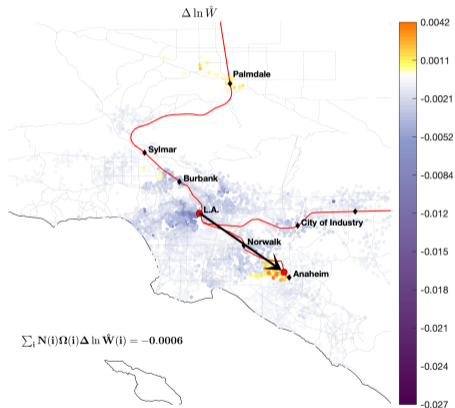 Δ ln Ŵ
0.0042
0.0011
-0.0021
-0.0052
-0.0084
-0.012
-0.015
-0.018
-0.021
-0.024
-0.027
Palmdale
Sylmar
Burbank
L.A.
City of Industry
Norwalk
Anaheim
∑ᵢ N(i)Ω(i)Δ ln Ŵ(i) = −0.0006